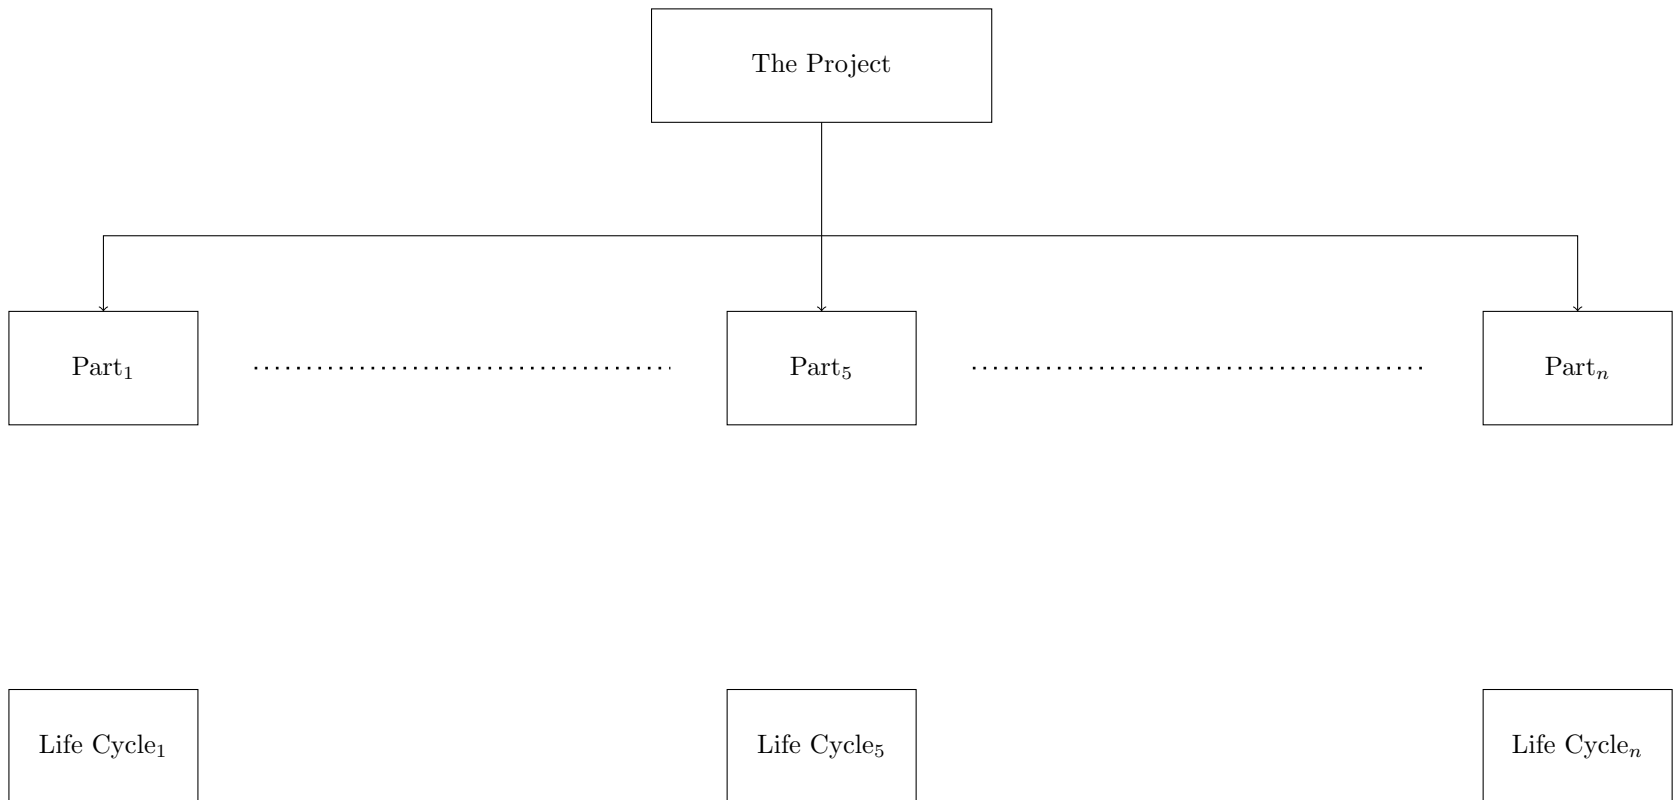 The Project
Part₁
Part₅
Partₙ
Life Cycle₁
Life Cycle₅
Life Cycleₙ